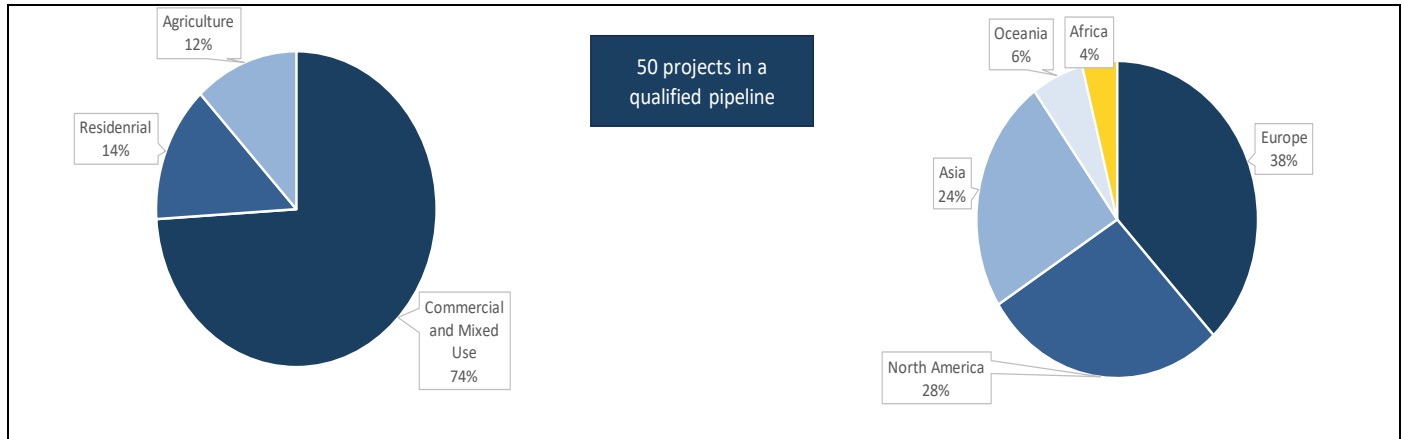 Agriculture
12%
Residenrial
14%
Commercial
and Mixed
Use
74%
50 projects in a
qualified pipeline
Oceania
6%
Africa
4%
Europe
38%
Asia
24%
North America
28%